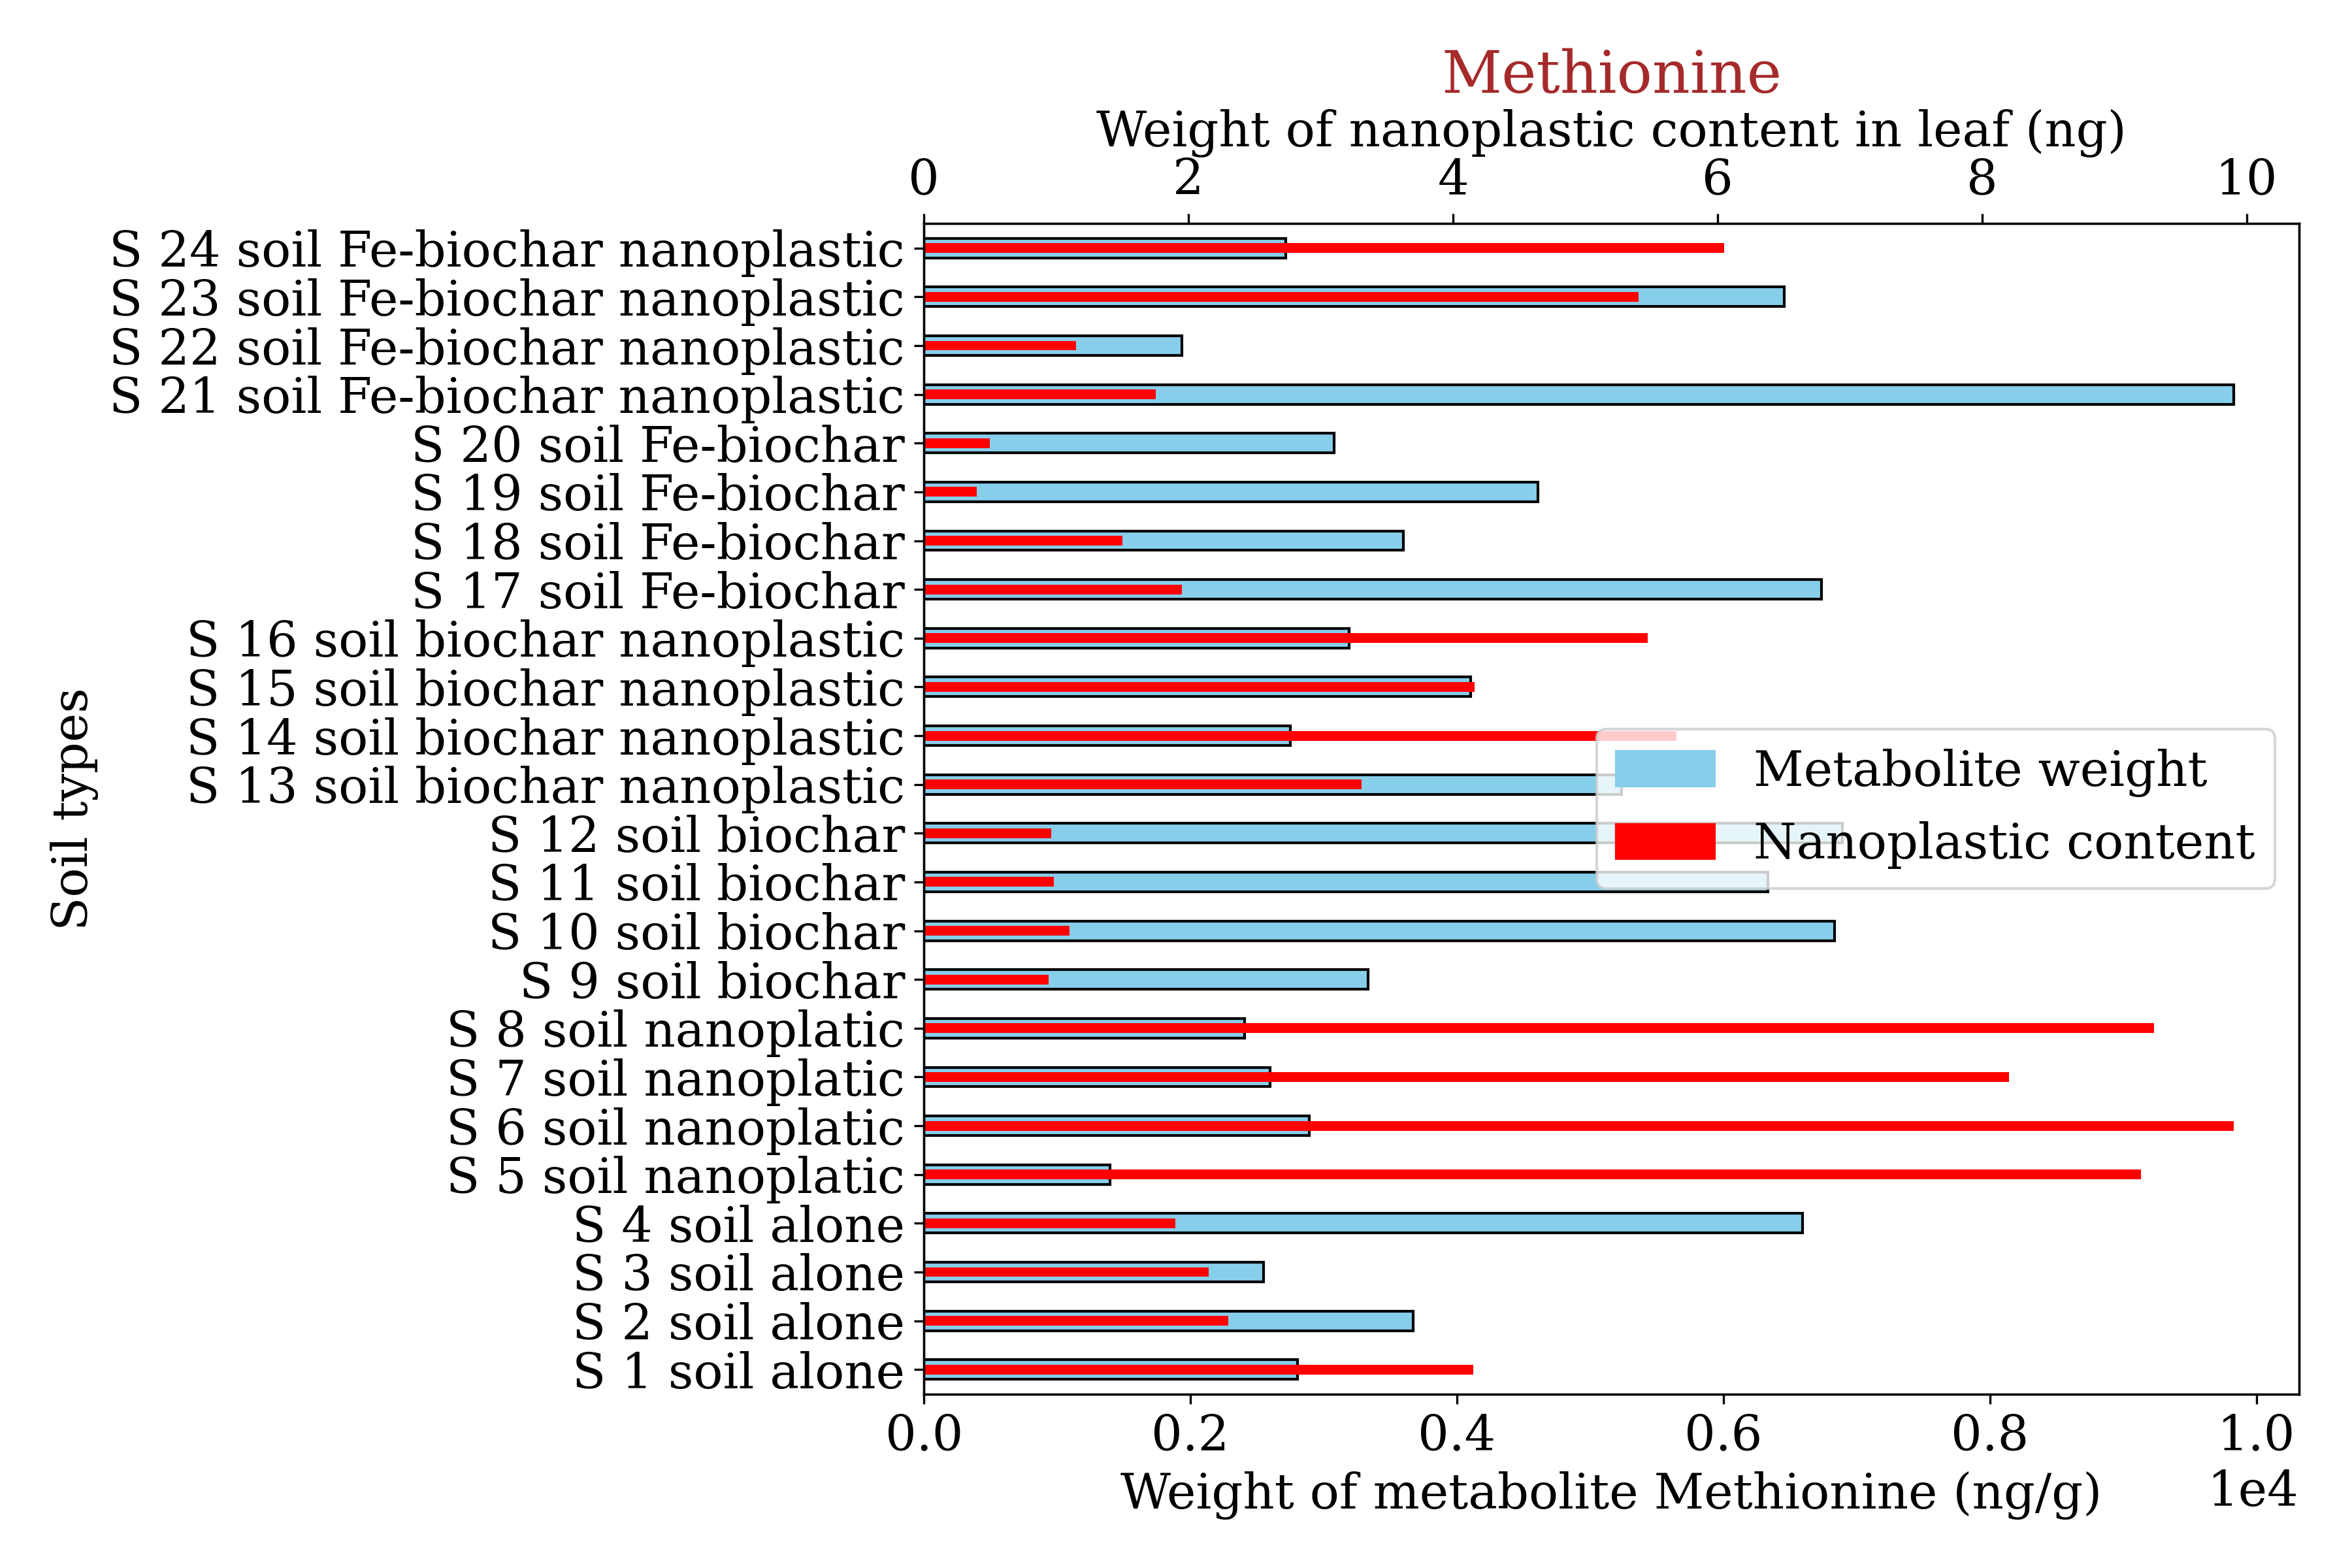 Methionine
Weight of nanoplastic content in leaf (ng)
0 2 4 6 8 10
S 24 soil Fe-biochar nanoplastic
S 23 soil Fe-biochar nanoplastic
S 22 soil Fe-biochar nanoplastic
S 21 soil Fe-biochar nanoplastic
S 20 soil Fe-biochar
S 19 soil Fe-biochar
S 18 soil Fe-biochar
S 17 soil Fe-biochar
S 16 soil biochar nanoplastic
S 15 soil biochar nanoplastic
S 14 soil biochar nanoplastic
S 13 soil biochar nanoplastic
S 12 soil biochar
S 11 soil biochar
S 10 soil biochar
S 9 soil biochar
S 8 soil nanoplatic
S 7 soil nanoplatic
S 6 soil nanoplatic
S 5 soil nanoplatic
S 4 soil alone
S 3 soil alone
S 2 soil alone
S 1 soil alone
Soil types
Metabolite weight
Nanoplastic content
0.0 0.2 0.4 0.6 0.8 1.0
Weight of metabolite Methionine (ng/g)
1e4